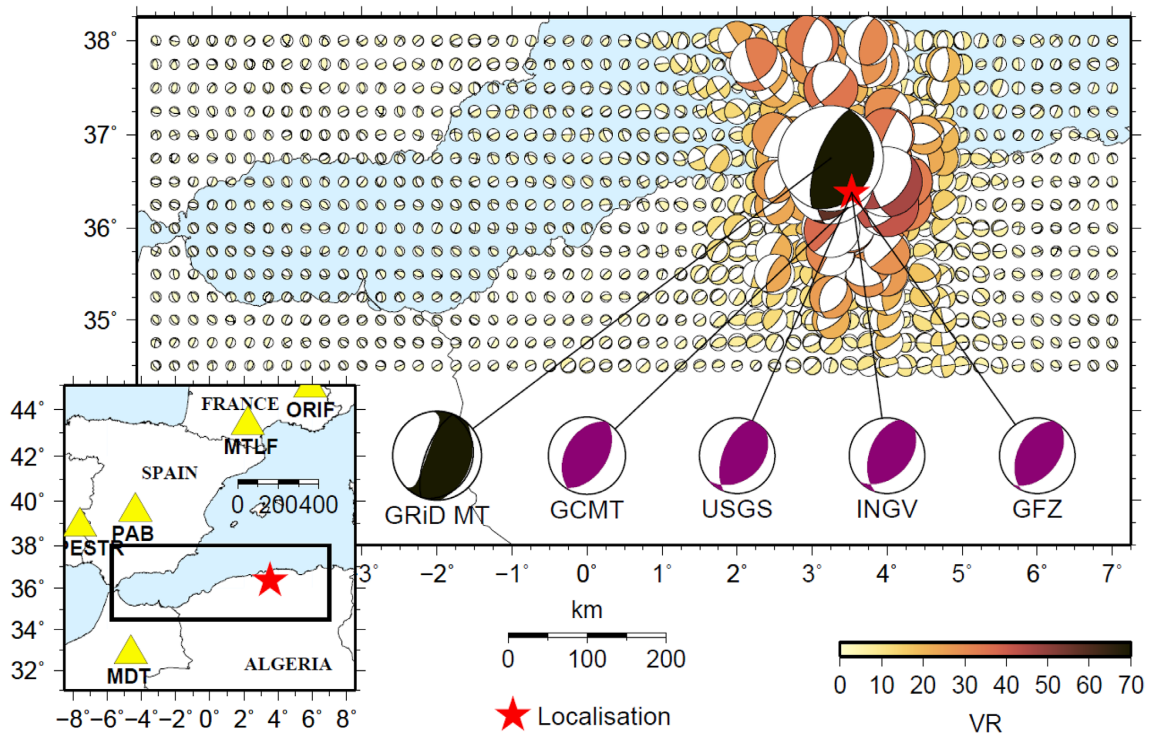 38°
37°
36°
35°
GRiD MT
GCMT
USGS
INGV
GFZ
3° −2° −1° 0° 1° 2° 3° 4° 5° 6° 7°
44°
42°
40°
38°
36°
34°
32°
FRANCE
ORIF
MTLF
SPAIN
0 200 400
PAB
PESTR
MDT
ALGERIA
−8° −6° −4° −2° 0° 2° 4° 6° 8°
km
0 100 200
Localisation
0 10 20 30 40 50 60 70
VR